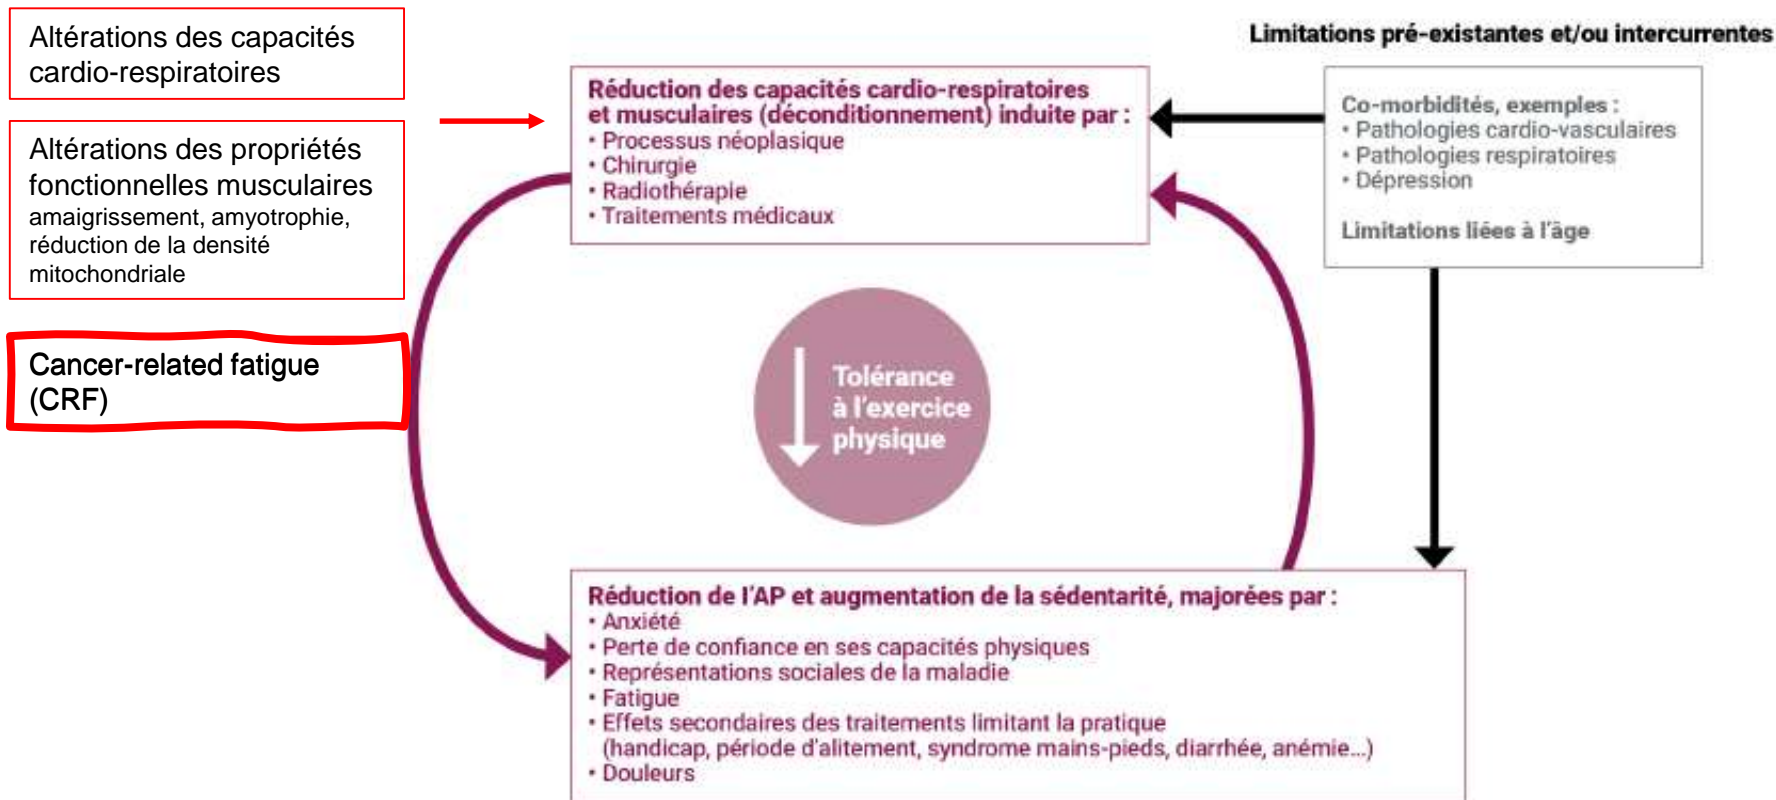 Altérations des capacités
cardio-respiratoires
Altérations des propriétés
fonctionnelles musculaires
amaigrissement, amyotrophie,
réduction de la densité
mitochondriale
Cancer-related fatigue
(CRF)
Réduction des capacités cardio-respiratoires
et musculaires (déconditionnement) induite par :
• Processus néoplasique
• Chirurgie
• Radiothérapie
• Traitements médicaux
Limitations pré-existantes et/ou intercurrentes
Co-morbidités, exemples :
• Pathologies cardio-vasculaires
• Pathologies respiratoires
• Dépression
Limitations liées à l'âge
Tolérance
à l'exercice
physique
Réduction de l'AP et augmentation de la sédentarité, majorées par :
• Anxiété
• Perte de confiance en ses capacités physiques
• Représentations sociales de la maladie
• Fatigue
• Effets secondaires des traitements limitant la pratique
(handicap, période d'alitement, syndrome mains-pieds, diarrhée, anémie...)
• Douleurs